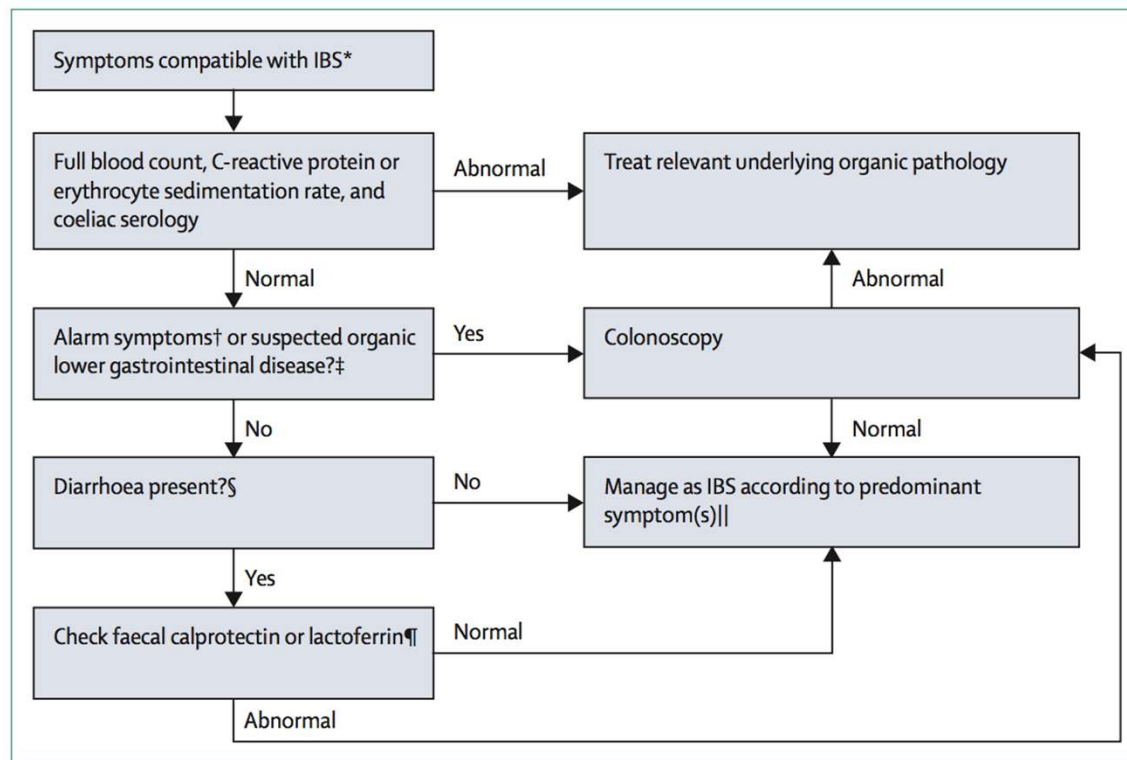 Symptoms compatible with IBS*
Full blood count, C-reactive protein or
erythrocyte sedimentation rate, and
coeliac serology
Abnormal
Treat relevant underlying organic pathology
Normal
Abnormal
Alarm symptoms† or suspected organic
lower gastrointestinal disease?‡
Yes
Colonoscopy
No
Normal
Diarrhoea present?§
No
Manage as IBS according to predominant
symptom(s)||
Yes
Check faecal calprotectin or lactoferrin¶
Normal
Abnormal